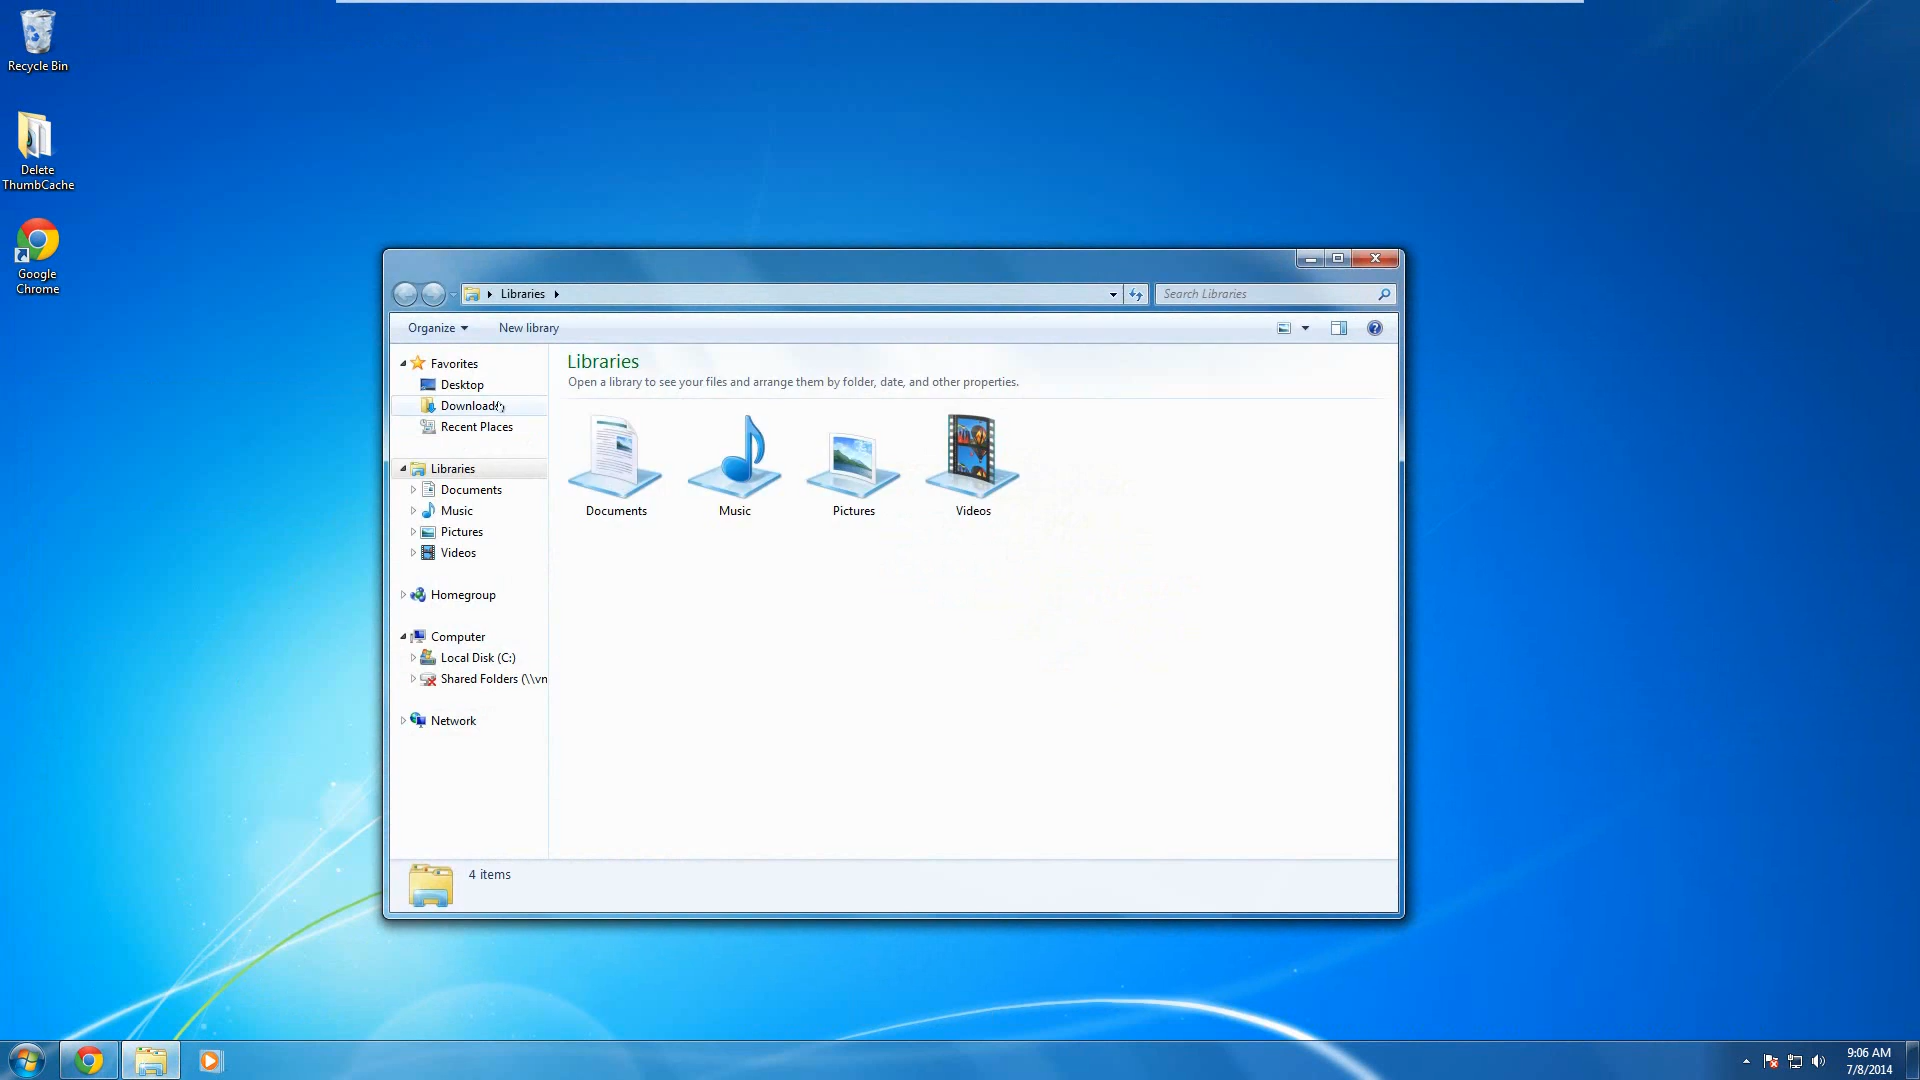 Recycle Bin
Delete
ThumbCache
Google
Chrome
Libraries
Search Libraries
Organize
New library
Favorites
Desktop
Recent Places
Libraries
Documents
Music
Pictures
Videos
Homegroup
Computer
Local Disk (C:)
Shared Folders (\\vn
Network
Libraries
Open a library to see your files and arrange them by folder, date, and other properties.
Documents
Music
Pictures
Videos
4 items
9:06 AM
7/8/2014